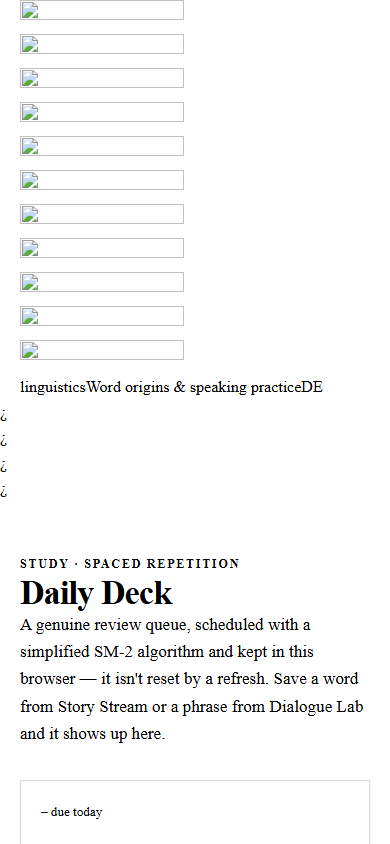 linguisticsWord origins & speaking practiceDE
¿
¿
¿
¿
STUDY · SPACED REPETITION
Daily Deck
A genuine review queue, scheduled with a
simplified SM-2 algorithm and kept in this
browser — it isn't reset by a refresh. Save a word
from Story Stream or a phrase from Dialogue Lab
and it shows up here.
– due today